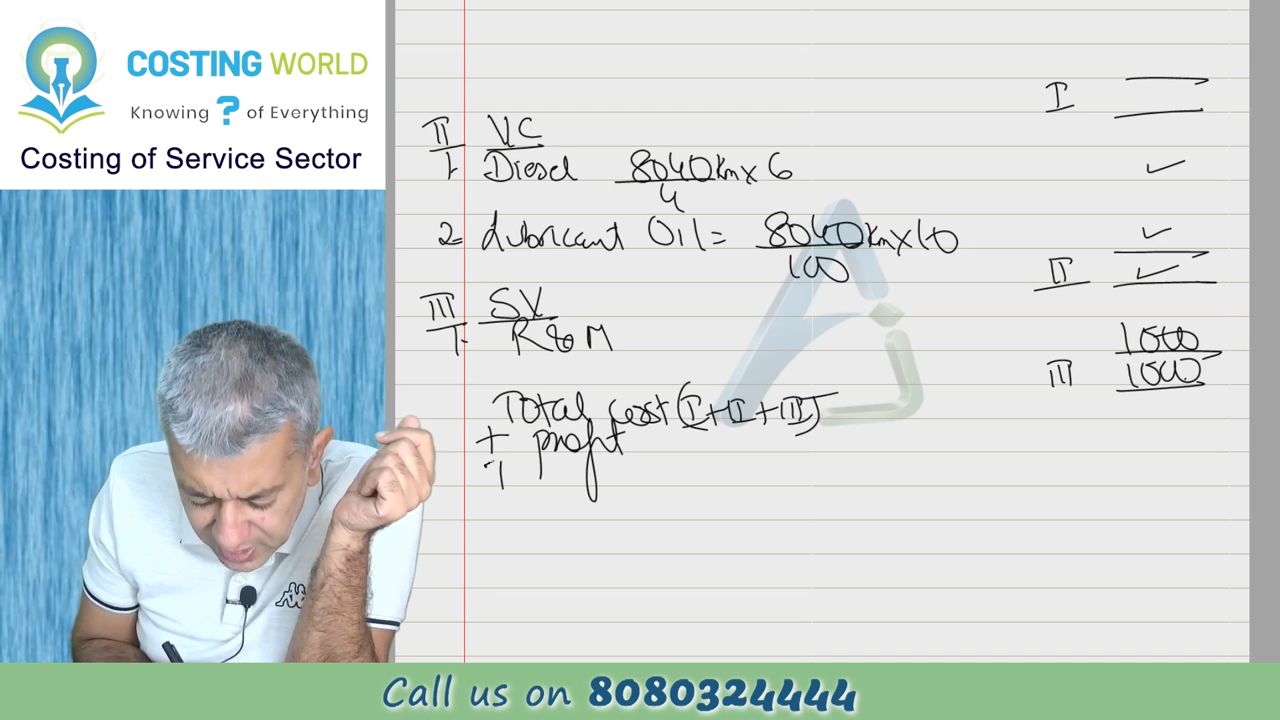 COSTING WORLD
Knowing ? of Everything
Costing of Service Sector
I
II VC
1. Diesel 8040km x 6
4
2 Lubricant Oil = 8040km x 10
100
II
III SV
1. R & M
1000
III 1000
Total cost (I+II+III)
+ profit
Call us on 8080324444